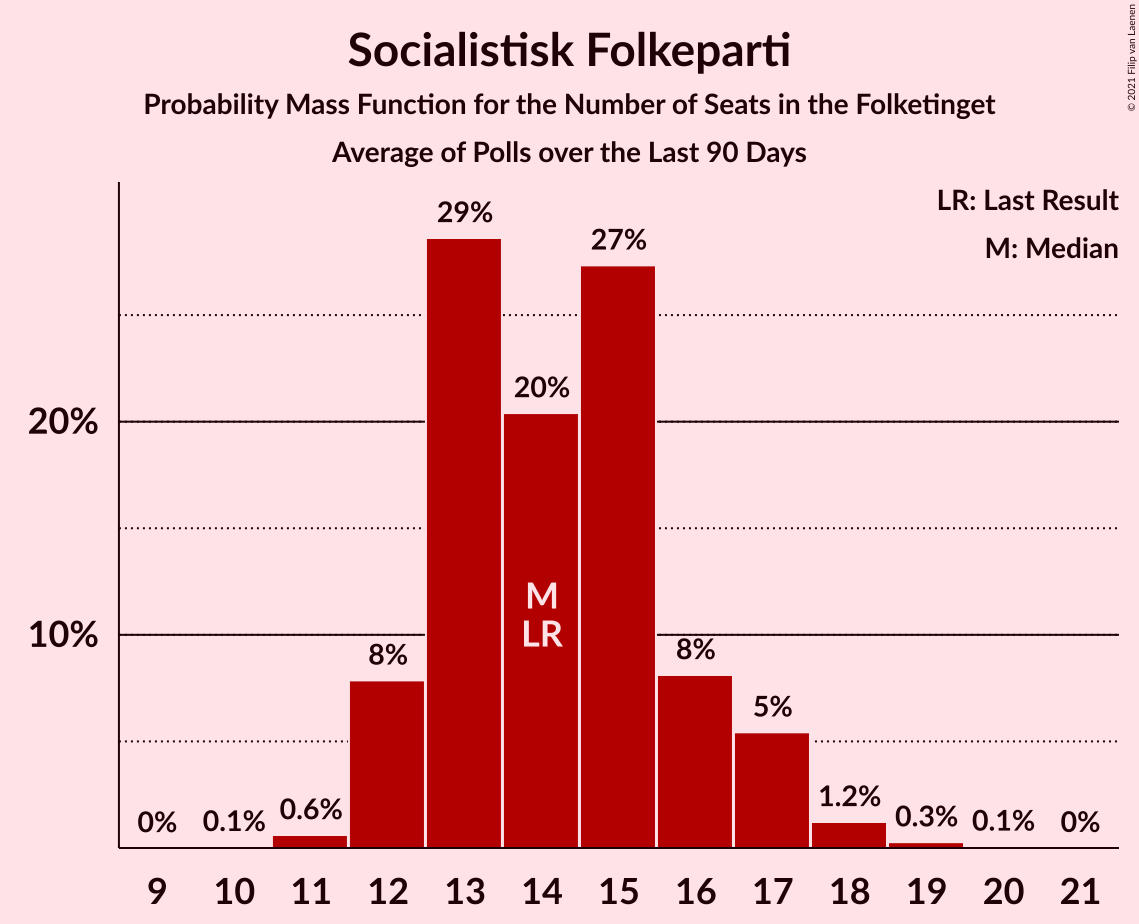 Socialistisk Folkeparti
Probability Mass Function for the Number of Seats in the Folketinget
Average of Polls over the Last 90 Days
© 2021 Filip van Laenen
LR: Last Result
M: Median
29%
27%
20%
20%
M
LR
10%
8%
8%
5%
0%
0.1%
0.6%
1.2%
0.3%
0.1%
0%
9 10 11 12 13 14 15 16 17 18 19 20 21